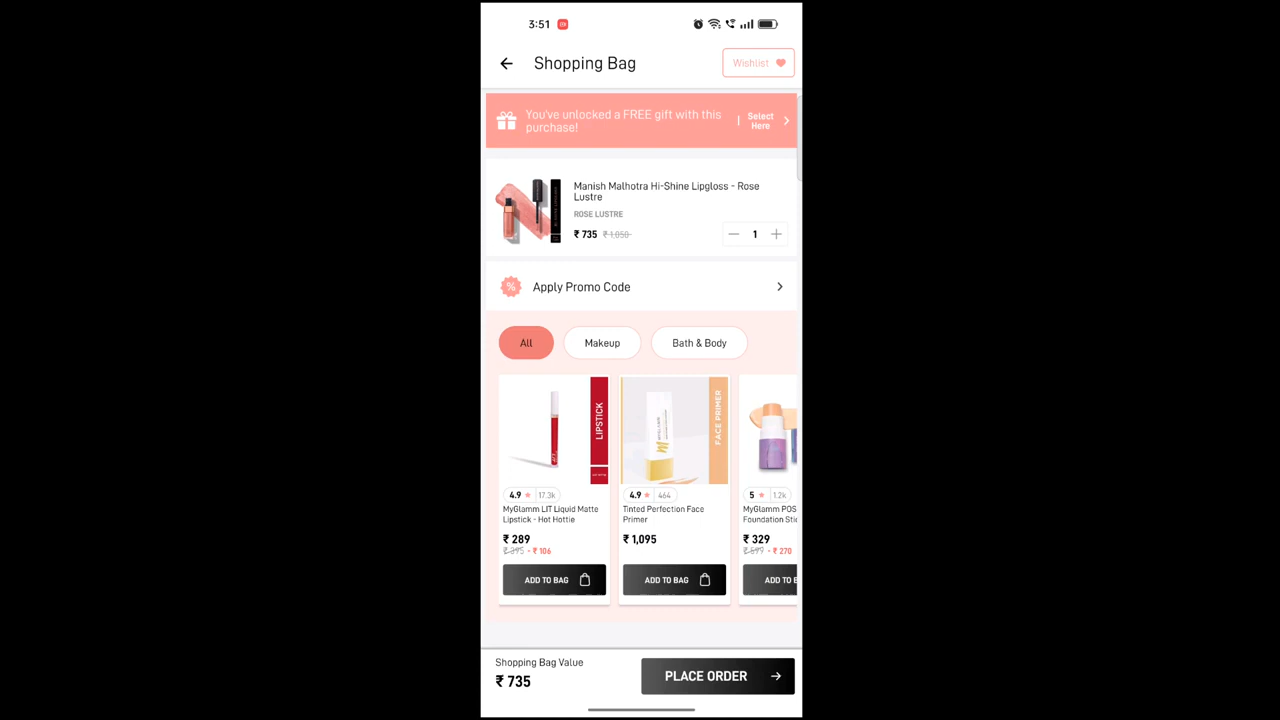 3:51
Shopping Bag
Wishlist
You've unlocked a FREE gift with this
purchase!
Select
Here
Manish Malhotra Hi-Shine Lipgloss - Rose
Lustre
ROSE LUSTRE
₹ 735 ₹ 1,050
1
Apply Promo Code
All
Makeup
Bath & Body
LIPSTICK
FACE PRIMER
4.9 17.3k
MyGlamm LIT Liquid Matte
Lipstick - Hot Hottie
₹ 289
₹ 395 - ₹ 106
ADD TO BAG
4.9 464
Tinted Perfection Face
Primer
₹ 1,095
ADD TO BAG
5 1.2k
MyGlamm POS
Foundation Stic
₹ 329
₹ 599 - ₹ 270
ADD TO B
Shopping Bag Value
₹ 735
PLACE ORDER